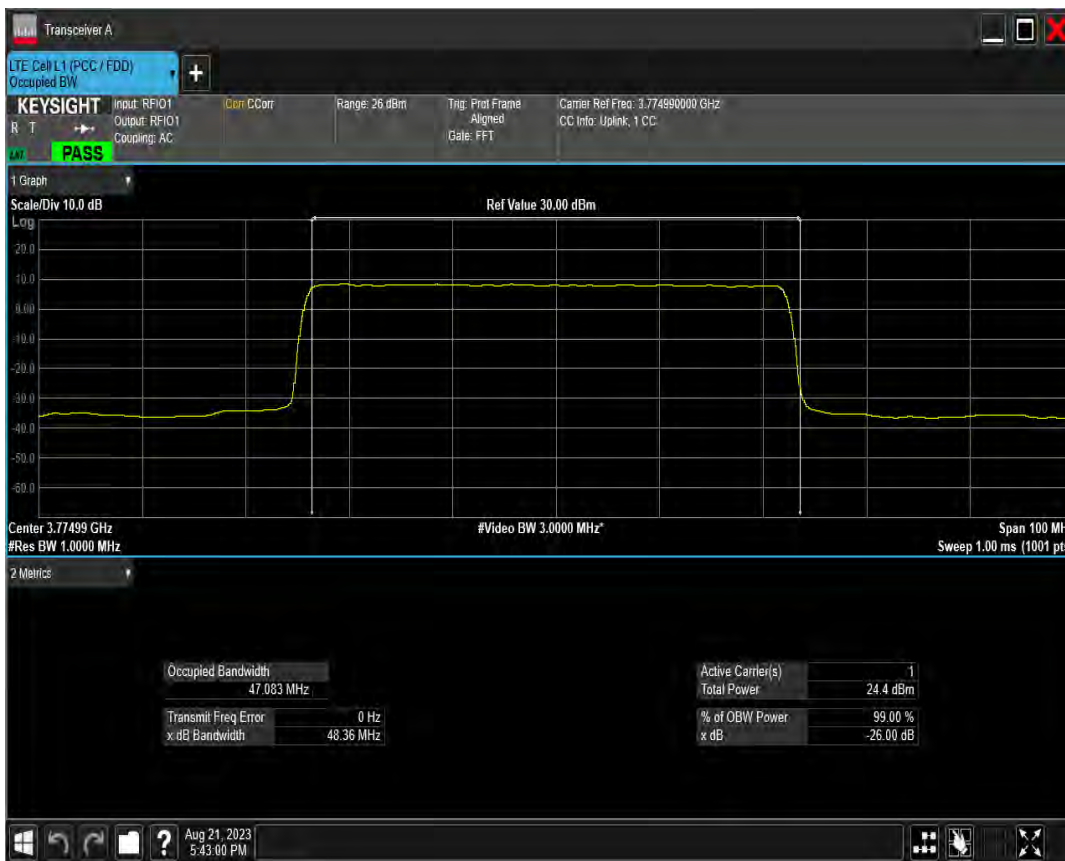 Transceiver A
LTE Cell L1 (PCC / FDD)
Occupied BW
+
KEYSIGHT
R T
PASS
Input: RFIO1
Output: RFIO1
Coupling: AC
Corr CCorr
Range: 26 dBm
Trig: Prot Frame
Aligned
Gate: FFT
Carrier Ref Freq: 3.774990000 GHz
CC Info: Uplink, 1 CC
1 Graph
Scale/Div 10.0 dB
Ref Value 30.00 dBm
Log
20.0
10.0
0.00
-10.0
-20.0
-30.0
-40.0
-50.0
-60.0
Center 3.77499 GHz
#Video BW 3.0000 MHz*
Span 100 MH
#Res BW 1.0000 MHz
Sweep 1.00 ms (1001 pts
2 Metrics
Occupied Bandwidth
47.083 MHz
Transmit Freq Error 0 Hz
x dB Bandwidth 48.36 MHz
Active Carrier(s) 1
Total Power 24.4 dBm
% of OBW Power 99.00 %
x dB -26.00 dB
?
Aug 21, 2023
5:43:00 PM